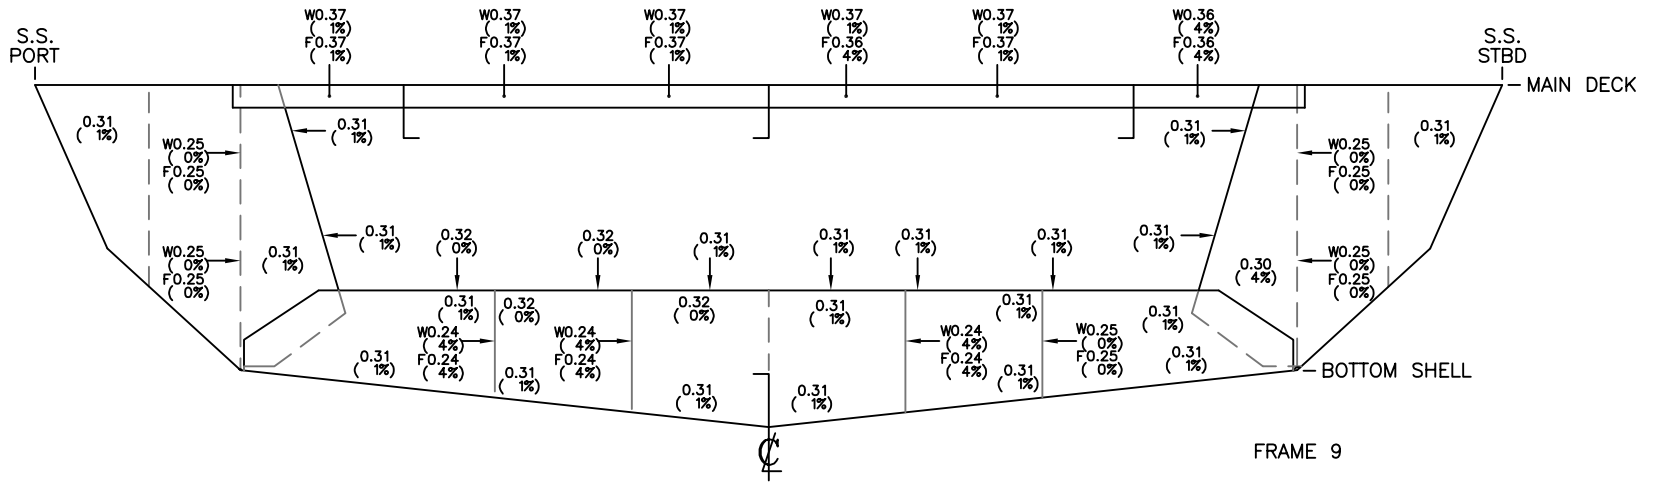 W0.37
( 1%)
F0.37
( 1%)
W0.37
( 1%)
F0.37
( 1%)
W0.37
( 1%)
F0.37
( 1%)
W0.37
( 1%)
F0.36
( 4%)
W0.37
( 1%)
F0.37
( 1%)
W0.36
( 4%)
F0.36
( 4%)
S.S.
PORT
S.S.
STBD
MAIN DECK
0.31
( 1%)
0.31
( 1%)
0.31
( 1%)
0.31
( 1%)
W0.25
( 0%)
F0.25
( 0%)
W0.25
( 0%)
F0.25
( 0%)
0.31
( 1%)
0.32
( 0%)
0.32
( 0%)
0.31
( 1%)
0.31
( 1%)
0.31
( 1%)
0.31
( 1%)
0.31
( 1%)
W0.25
( 0%)
F0.25
( 0%)
0.31
( 1%)
0.30
( 4%)
W0.25
( 0%)
F0.25
( 0%)
0.31
( 1%)
0.32
( 0%)
0.32
( 0%)
0.31
( 1%)
0.31
( 1%)
0.31
( 1%)
W0.24
( 4%)
F0.24
( 4%)
W0.24
( 4%)
F0.24
( 4%)
W0.24
( 4%)
F0.24
( 4%)
W0.25
( 0%)
F0.25
( 0%)
0.31
( 1%)
0.31
( 1%)
0.31
( 1%)
0.31
( 1%)
0.31
( 1%)
0.31
( 1%)
BOTTOM SHELL
℄
FRAME 9